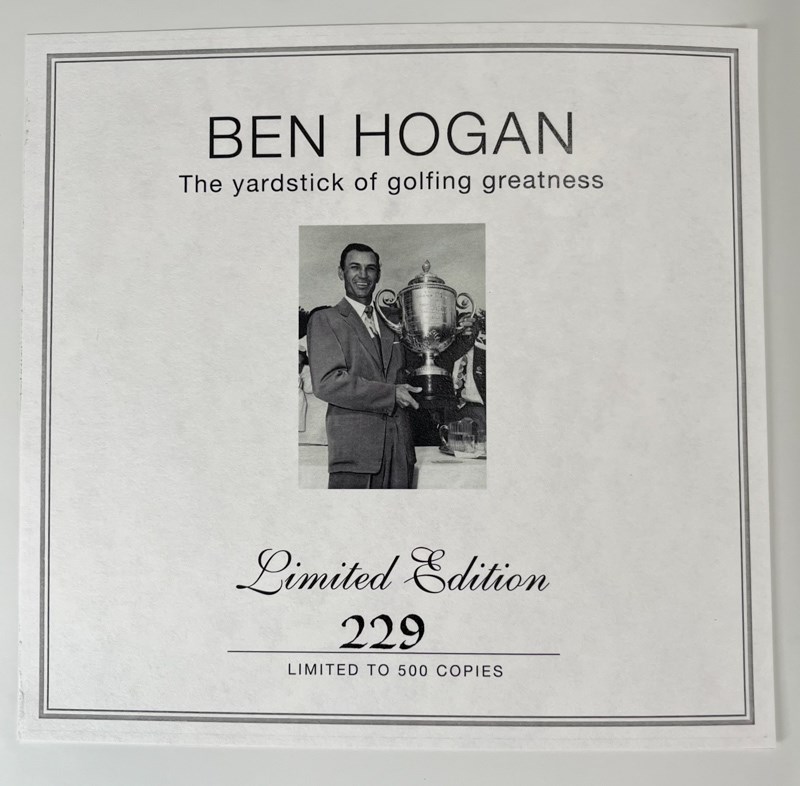 BEN HOGAN
The yardstick of golfing greatness
Limited Edition
229
LIMITED TO 500 COPIES